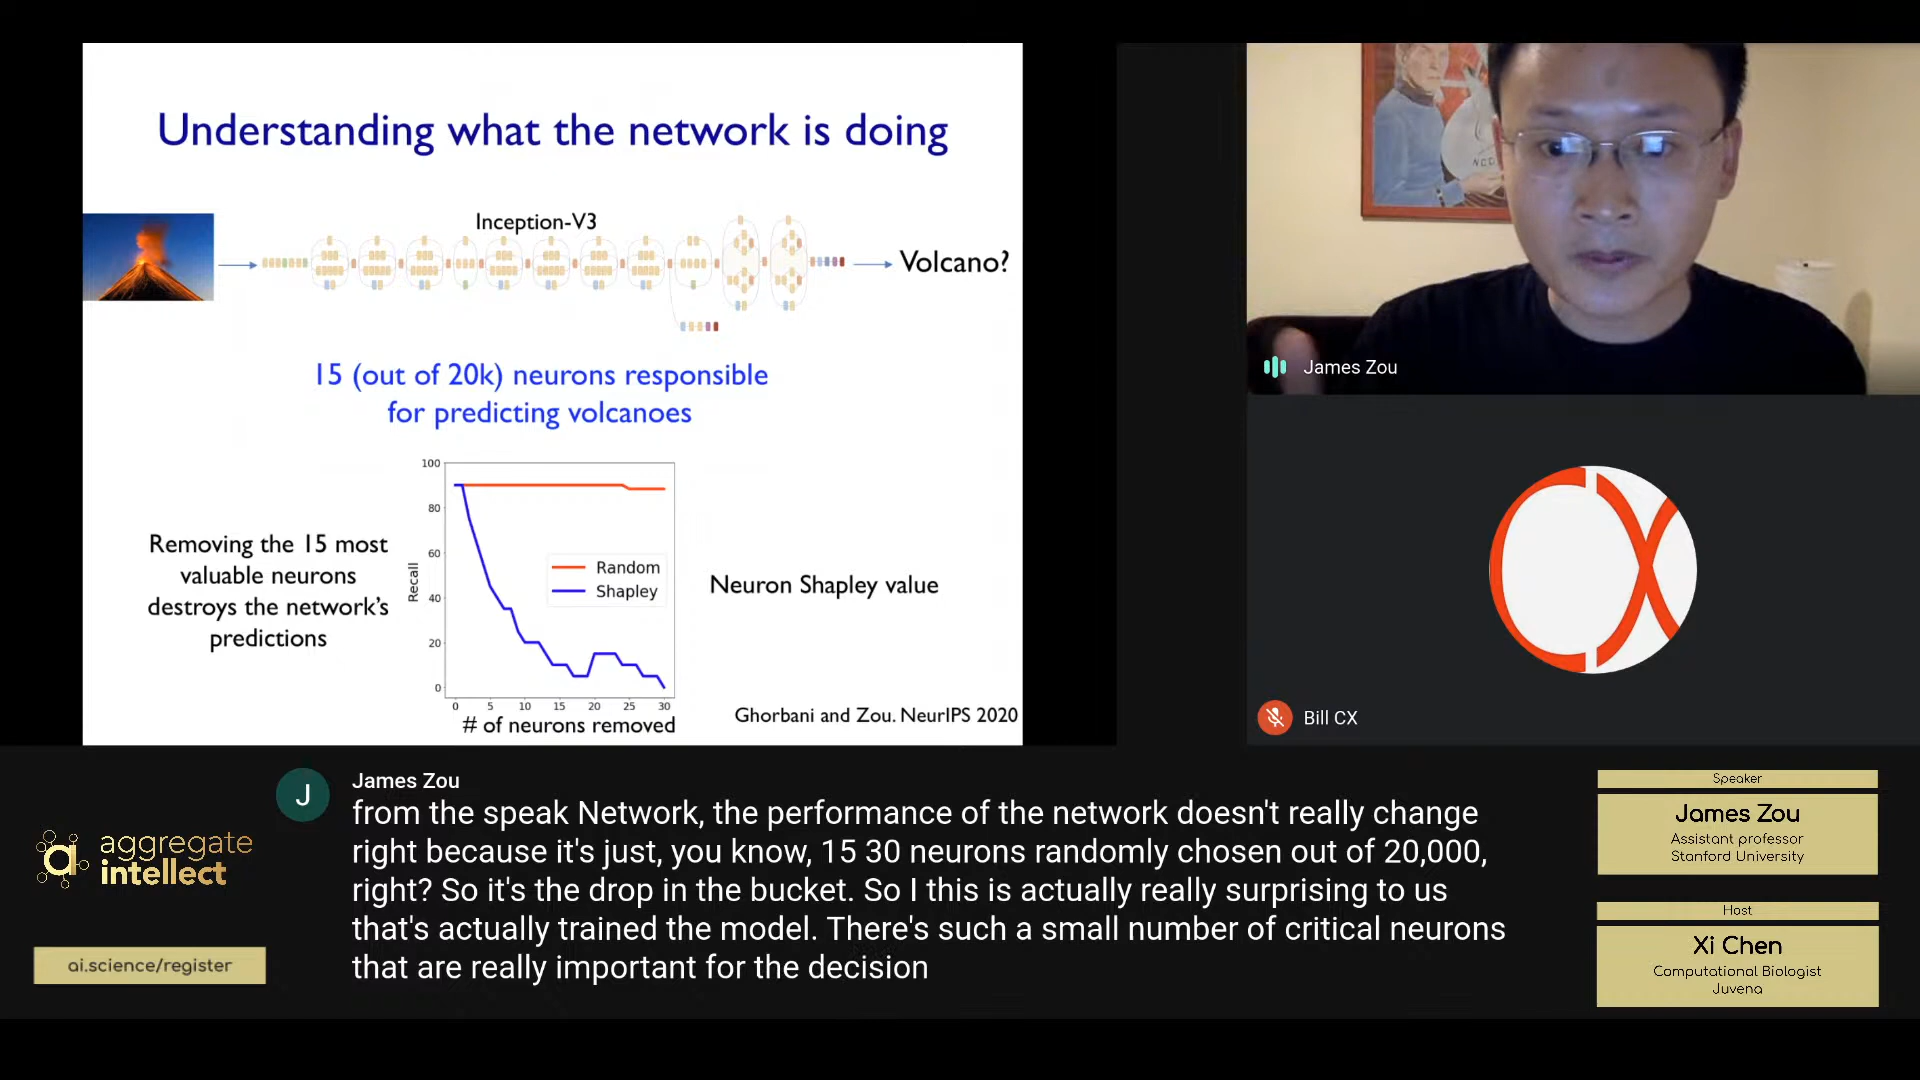 Understanding what the network is doing
Inception-V3
Volcano?
15 (out of 20k) neurons responsible
for predicting volcanoes
Removing the 15 most
valuable neurons
destroys the network's
predictions
100
80
60
40
20
0
Recall
Random
Shapley
0 5 10 15 20 25 30
# of neurons removed
Neuron Shapley value
Ghorbani and Zou. NeurIPS 2020
NCC
James Zou
Bill CX
J
James Zou
from the speak Network, the performance of the network doesn't really change
right because it's just, you know, 15 30 neurons randomly chosen out of 20,000,
right? So it's the drop in the bucket. So I this is actually really surprising to us
that's actually trained the model. There's such a small number of critical neurons
that are really important for the decision
a aggregate
intellect
ai.science/register
Speaker
James Zou
Assistant professor
Stanford University
Host
Xi Chen
Computational Biologist
Juvena